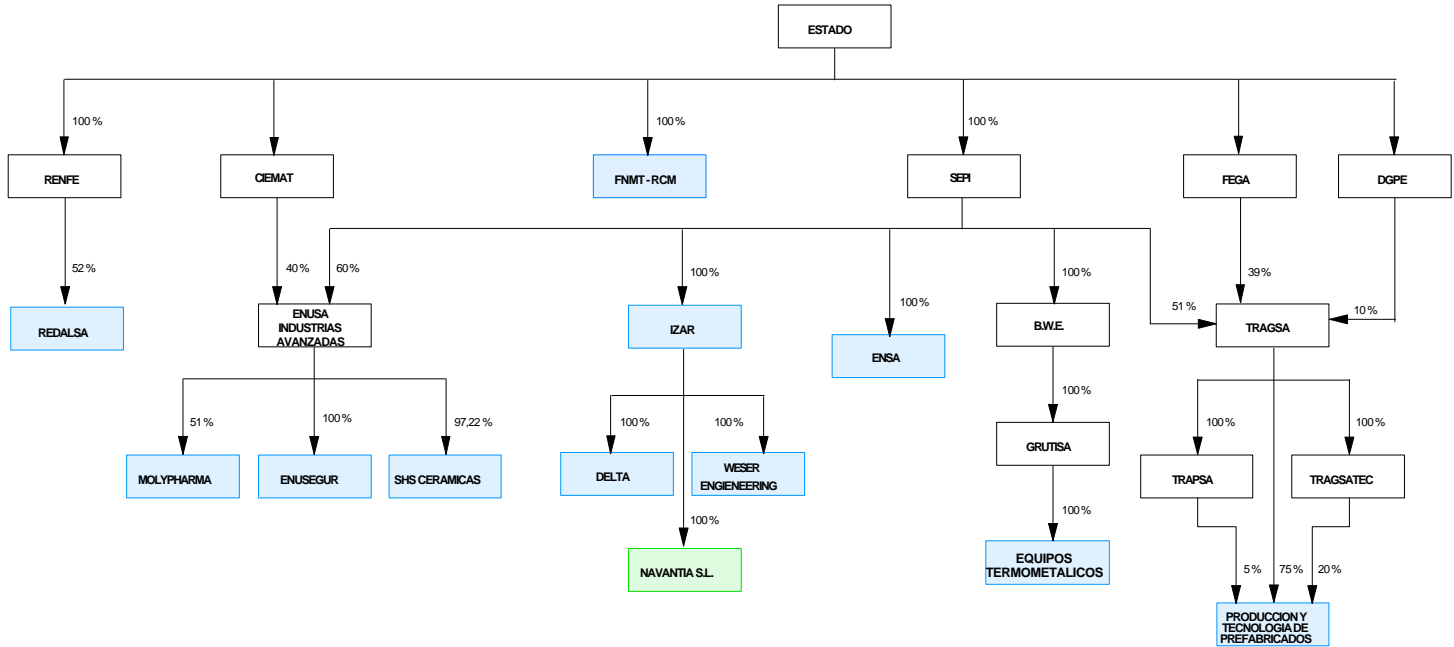 ESTADO
100%
100%
100%
RENFE
CIEMAT
FNMT-RCM
SEPI
FEGA
DGPE
52%
40%
60%
100%
100%
100%
39%
51%
10%
REDALSA
ENUSA
INDUSTRIAS
AVANZADAS
IZAR
ENSA
B.W.E.
TRAGSA
51%
100%
97,22%
100%
100%
100%
100%
100%
MOLYPHARMA
ENUSEGUR
SHS CERAMICAS
DELTA
WESER
ENGIENEERING
GRUTISA
TRAPSA
TRAGSATEC
100%
100%
NAVANTIA S.L.
EQUIPOS
TERMOMETALICOS
5%
75%
20%
PRODUCCION Y
TECNOLOGIA DE
PREFABRICADOS